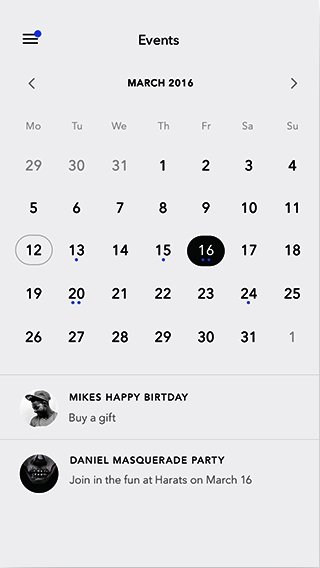 Events
MARCH 2016
Mo Tu We Th Fr Sa Su
29 30 31 1 2 3 4
5 6 7 8 9 10 11
12 13 14 15 16 17 18
19 20 21 22 23 24 25
26 27 28 29 30 31 1
MIKES HAPPY BIRTDAY
Buy a gift
DANIEL MASQUERADE PARTY
Join in the fun at Harats on March 16